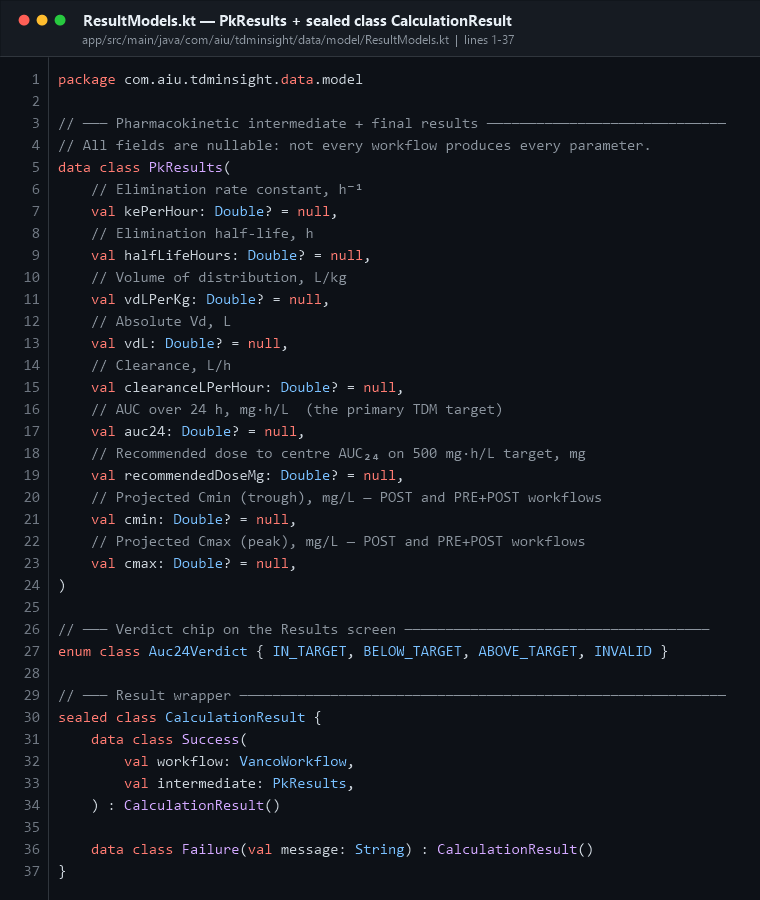 ResultModels.kt — PkResults + sealed class CalculationResult
app/src/main/java/com/aiu/tdminsight/data/model/ResultModels.kt | lines 1-37
1 package com.aiu.tdminsight.data.model
2
3 // ─── Pharmacokinetic intermediate + final results ─────────────────────────────
4 // All fields are nullable: not every workflow produces every parameter.
5 data class PkResults(
6     // Elimination rate constant, h⁻¹
7     val kePerHour: Double? = null,
8     // Elimination half-life, h
9     val halfLifeHours: Double? = null,
10     // Volume of distribution, L/kg
11     val vdLPerKg: Double? = null,
12     // Absolute Vd, L
13     val vdL: Double? = null,
14     // Clearance, L/h
15     val clearanceLPerHour: Double? = null,
16     // AUC over 24 h, mg·h/L  (the primary TDM target)
17     val auc24: Double? = null,
18     // Recommended dose to centre AUC₂₄ on 500 mg·h/L target, mg
19     val recommendedDoseMg: Double? = null,
20     // Projected Cmin (trough), mg/L — POST and PRE+POST workflows
21     val cmin: Double? = null,
22     // Projected Cmax (peak), mg/L — POST and PRE+POST workflows
23     val cmax: Double? = null,
24 )
25
26 // ─── Verdict chip on the Results screen ─────────────────────────────────────
27 enum class Auc24Verdict { IN_TARGET, BELOW_TARGET, ABOVE_TARGET, INVALID }
28
29 // ─── Result wrapper ───────────────────────────────────────────────────────────
30 sealed class CalculationResult {
31     data class Success(
32         val workflow: VancoWorkflow,
33         val intermediate: PkResults,
34     ) : CalculationResult()
35
36     data class Failure(val message: String) : CalculationResult()
37 }